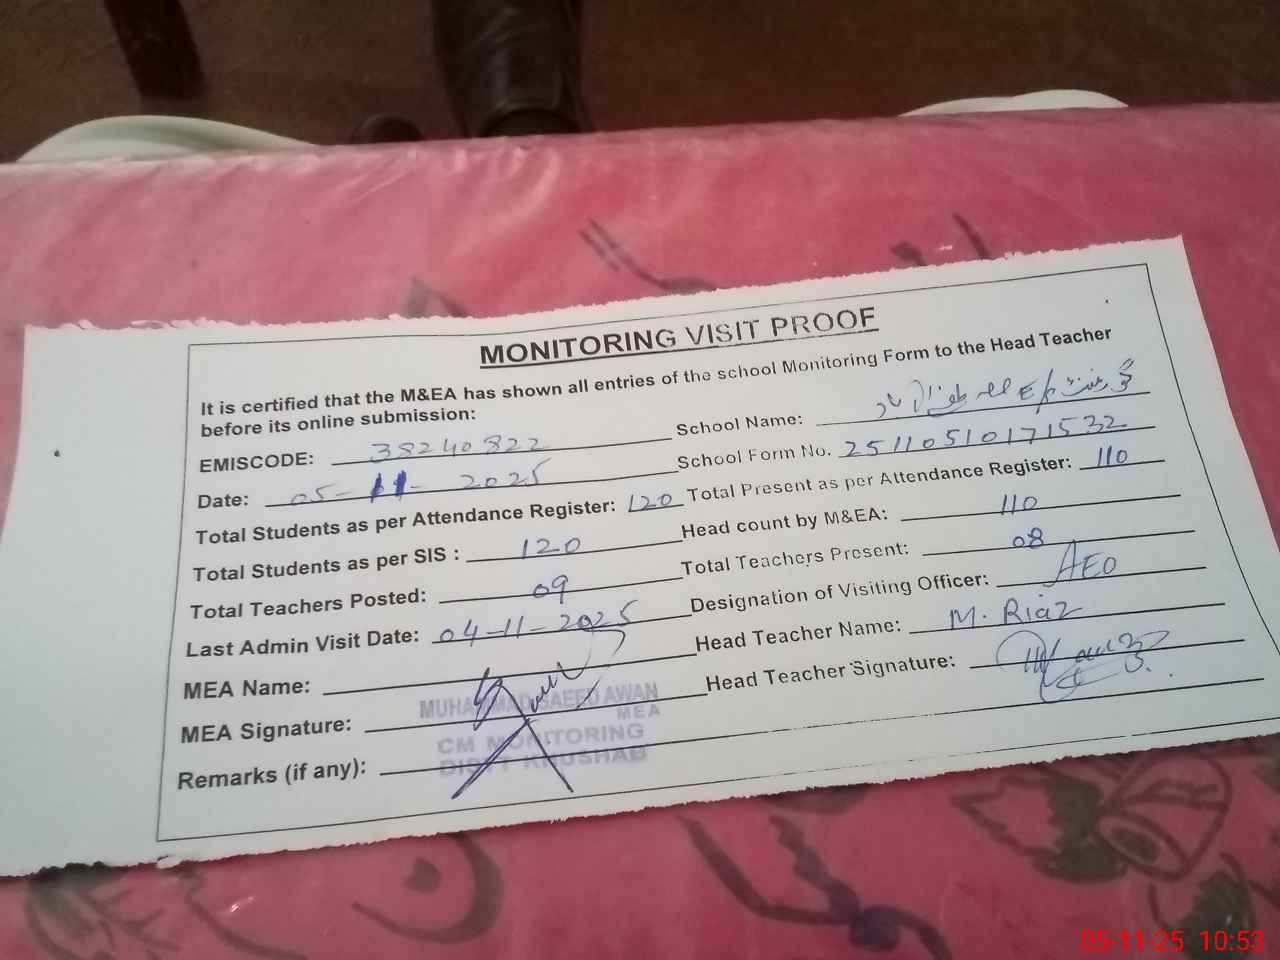 MONITORING VISIT PROOF
It is certified that the M&EA has shown all entries of the school Monitoring Form to the Head Teacher
before its online submission:
EMISCODE: 38240822 School Name:
Date: 05-11-2025 School Form No. 25110510171532
Total Students as per Attendance Register: 120 Total Present as per Attendance Register: 110
Total Students as per SIS : 120 Head count by M&EA: 110
Total Teachers Posted: 09 Total Teachers Present: 08
Last Admin Visit Date: 04-11-2025 Designation of Visiting Officer: AEO
MEA Name: Head Teacher Name: M. Riaz
MEA Signature: Head Teacher Signature:
MUHAMMAD SAEED AWAN
MEA
CM MONITORING
DISTT KHUSHAB
Remarks (if any):
05-11-25 10:53